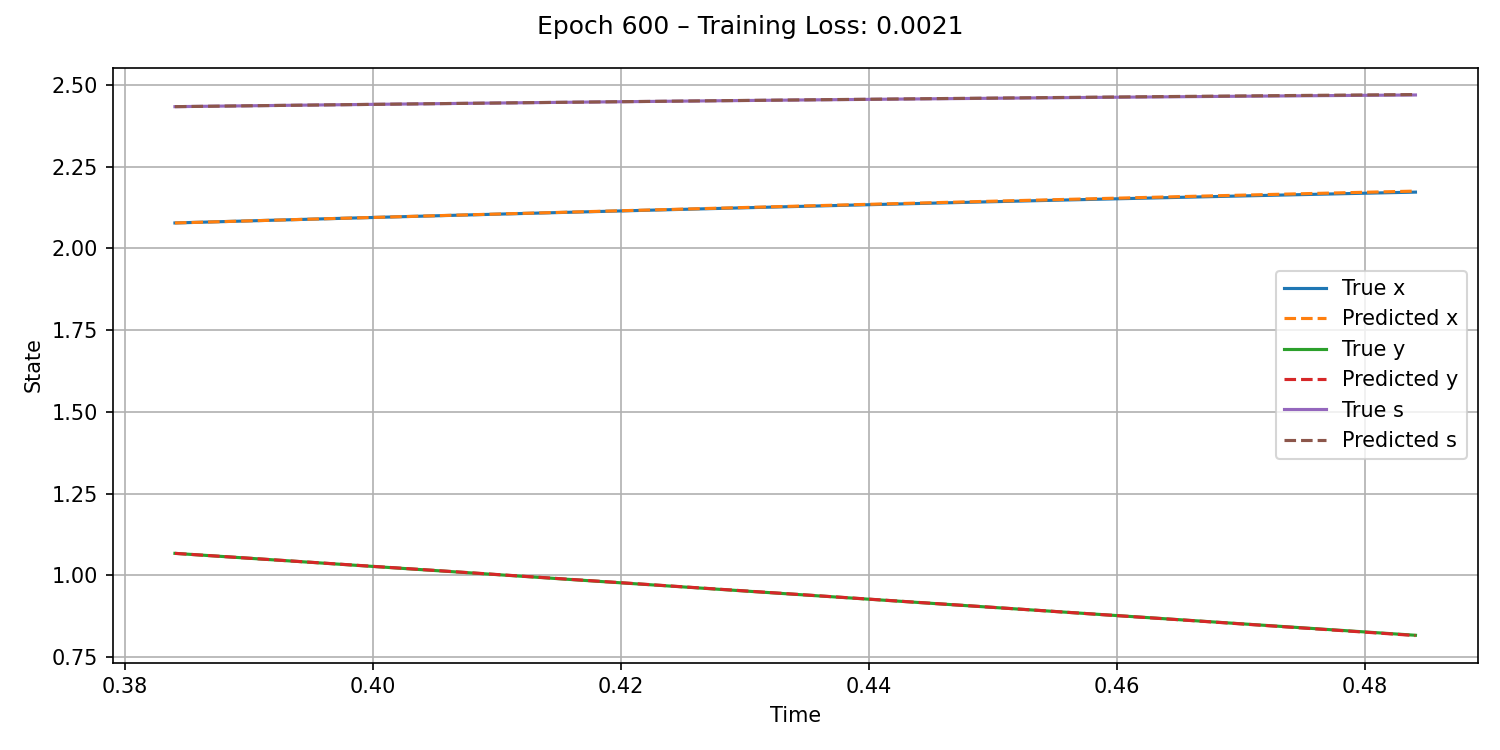 Epoch 600 – Training Loss: 0.0021
2.50
2.25
2.00
1.75
1.50
1.25
1.00
0.75
State
True x
Predicted x
True y
Predicted y
True s
Predicted s
0.38 0.40 0.42 0.44 0.46 0.48
Time